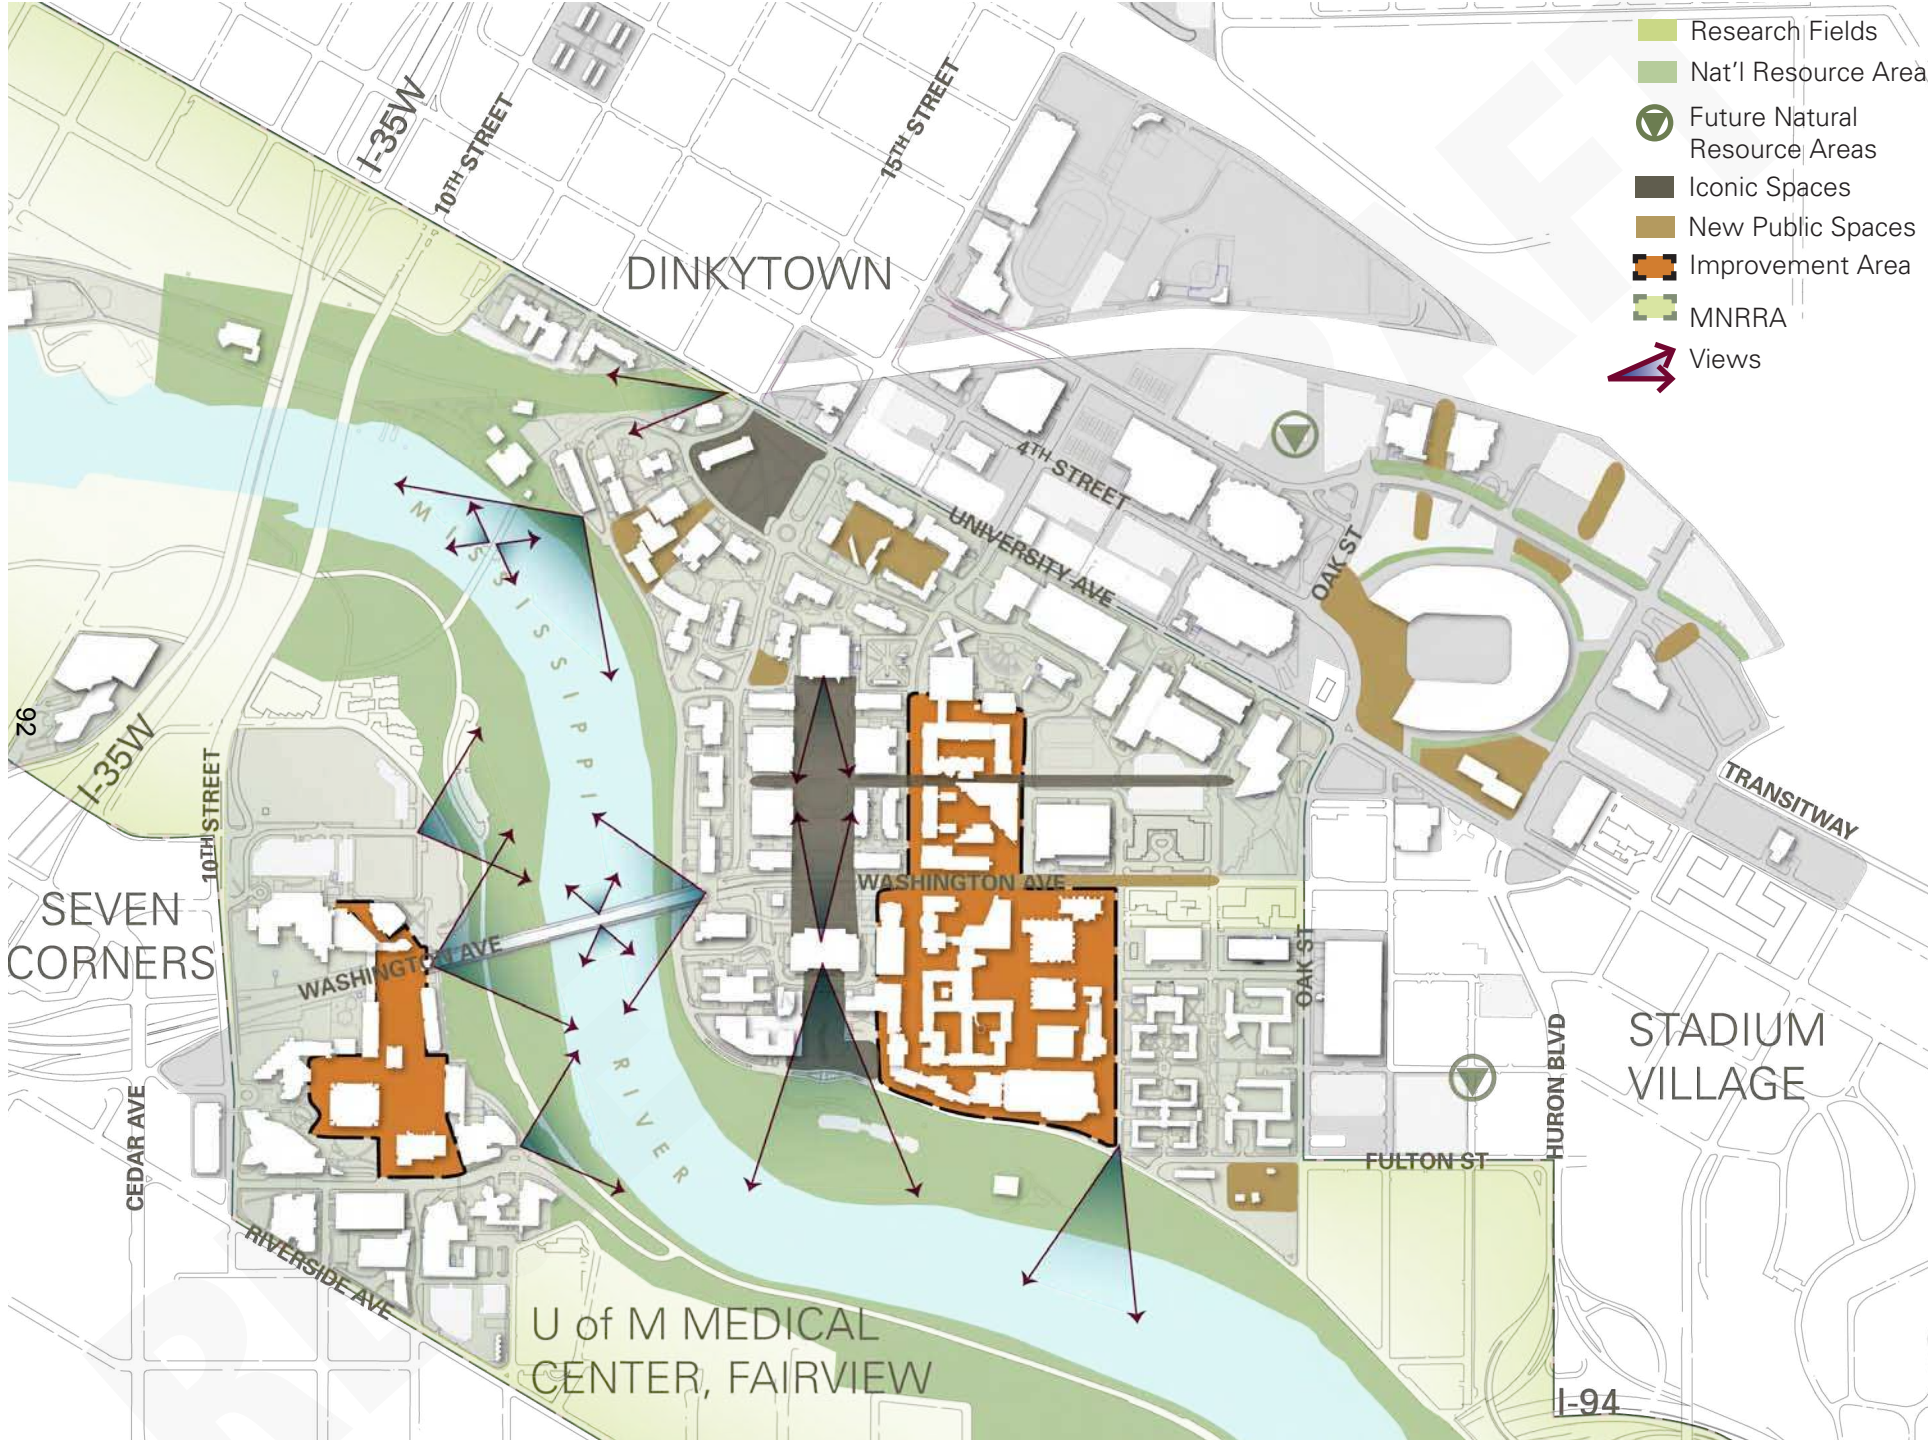 Research Fields
Nat'l Resource Area
Future Natural
Resource Areas
Iconic Spaces
New Public Spaces
Improvement Area
MNRRA
Views
I-35W
10TH STREET
15TH STREET
DINKYTOWN
4TH STREET
UNIVERSITY AVE
OAK ST
MISSISSIPPI
RIVER
92
I-35W
10TH STREET
TRANSITWAY
SEVEN
CORNERS
WASHINGTON AVE
WASHINGTON AVE
OAK ST
HURON BLVD
STADIUM
VILLAGE
CEDAR AVE
FULTON ST
RIVERSIDE AVE
U of M MEDICAL
CENTER, FAIRVIEW
I-94